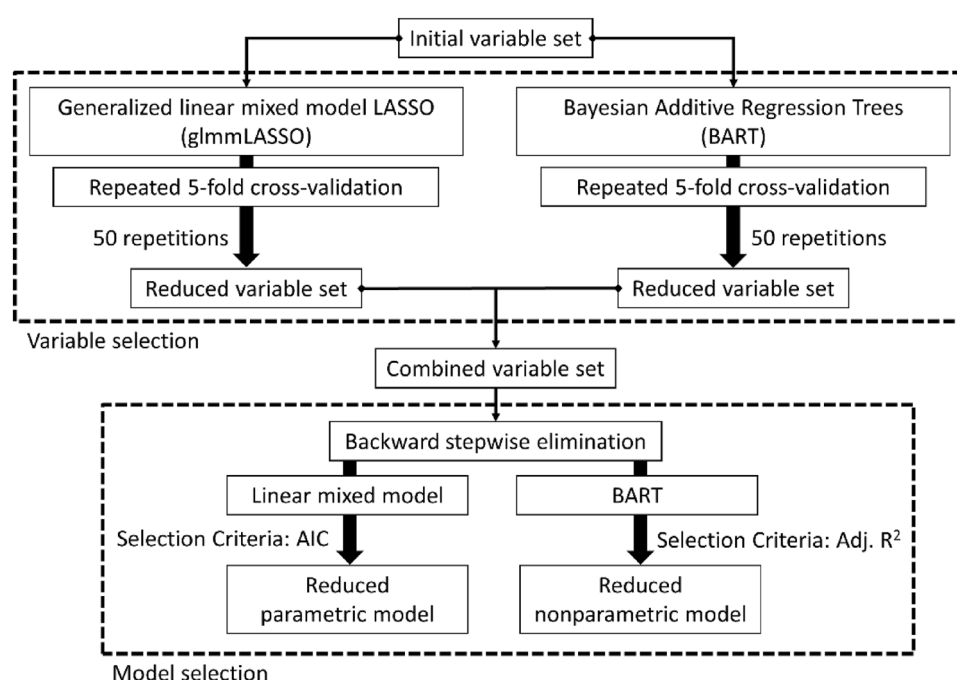 Initial variable set
Generalized linear mixed model LASSO
(glmmLASSO)
Bayesian Additive Regression Trees
(BART)
Repeated 5-fold cross-validation
Repeated 5-fold cross-validation
50 repetitions
50 repetitions
Reduced variable set
Reduced variable set
Variable selection
Combined variable set
Backward stepwise elimination
Linear mixed model
BART
Selection Criteria: AIC
Selection Criteria: Adj. R²
Reduced
parametric model
Reduced
nonparametric model
Model selection